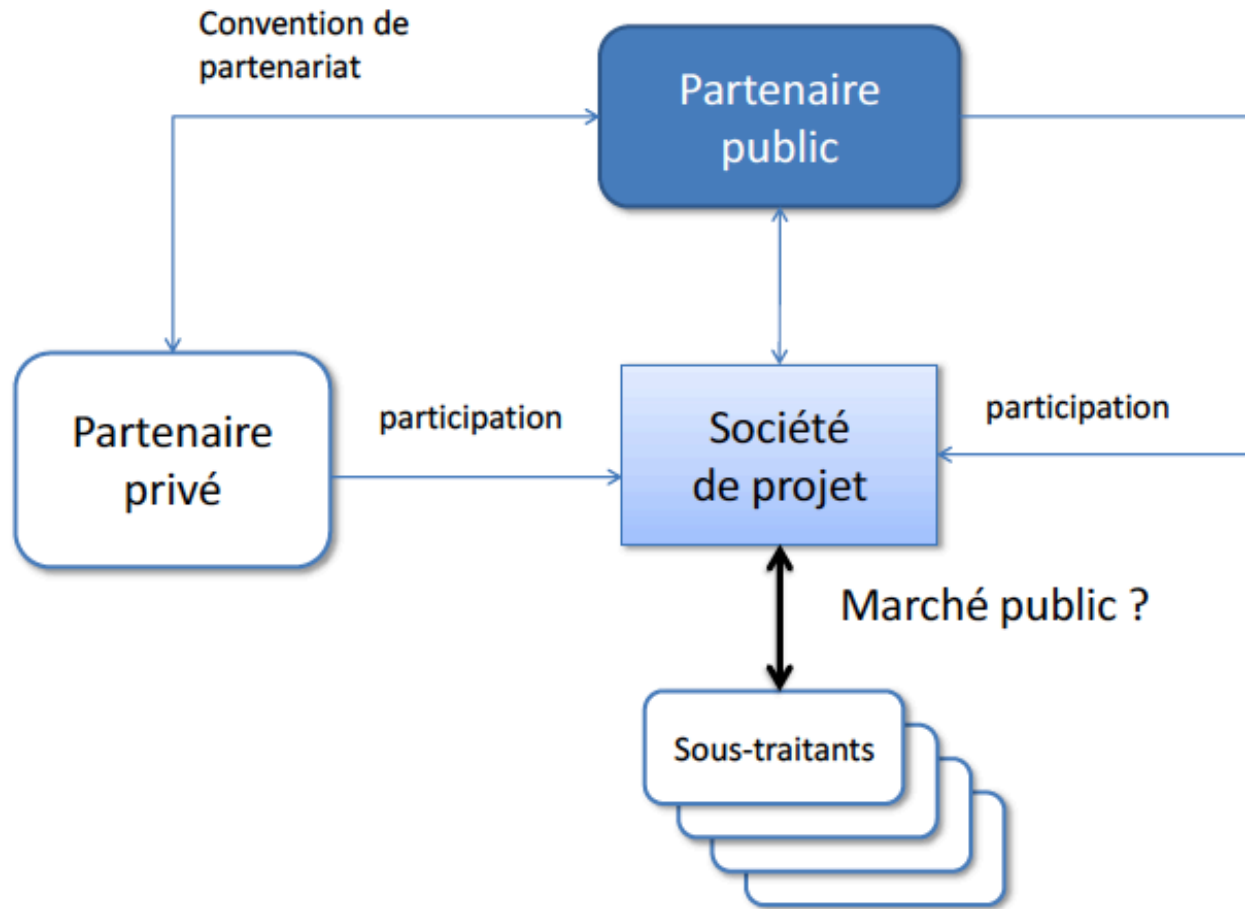 Convention de
partenariat
Partenaire
public
Partenaire
privé
participation
Société
de projet
participation
Marché public ?
Sous-traitants